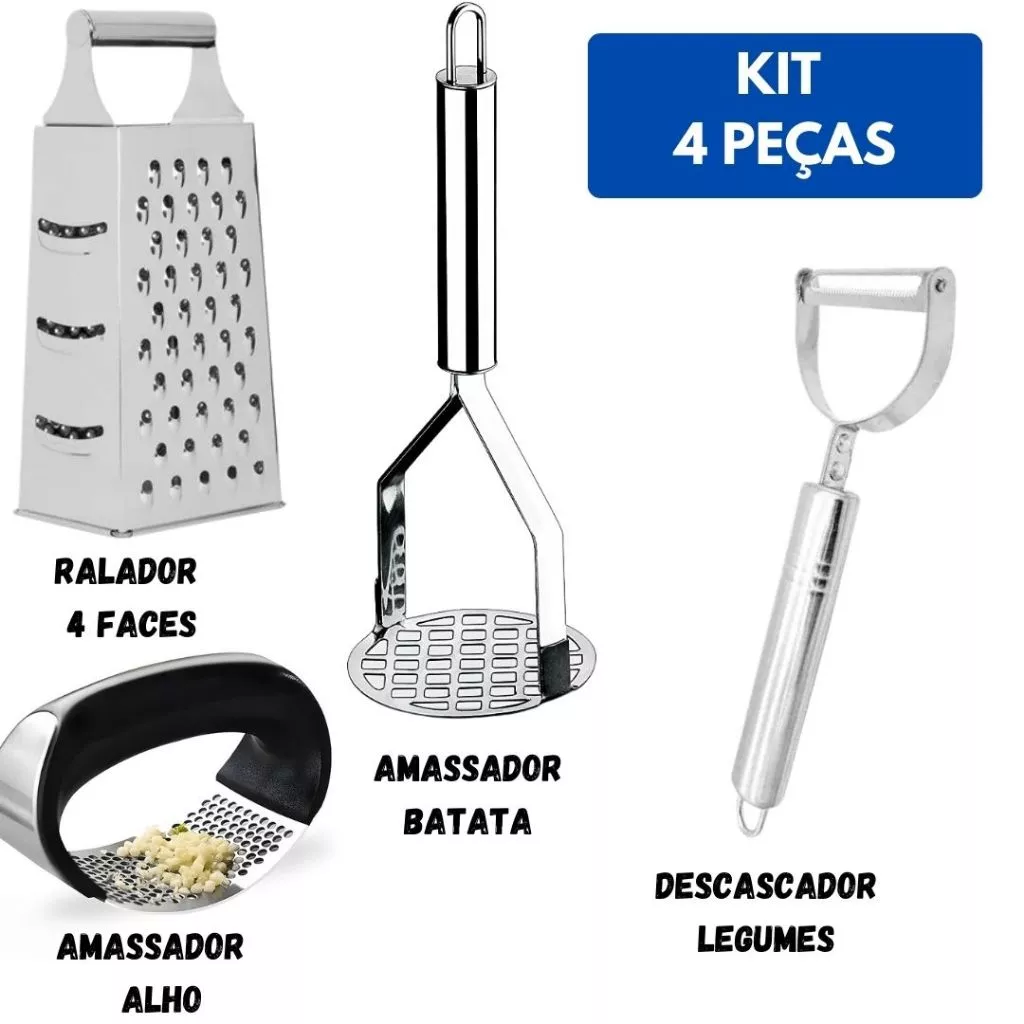 KIT
4 PEÇAS
RALADOR
4 FACES
AMASSADOR
BATATA
DESCASCADOR
LEGUMES
AMASSADOR
ALHO